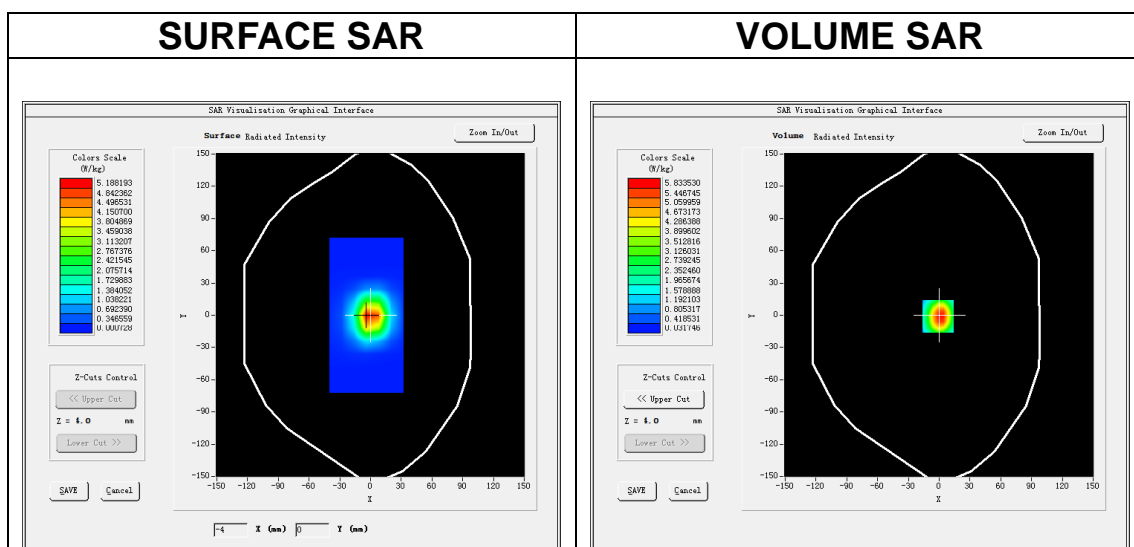 SURFACE SAR
VOLUME SAR
SAR Visualisation Graphical Interface
Surface Radiated Intensity
Zoom In/Out
Colors Scale
(W/kg)
5.188193
4.842362
4.496531
4.150700
3.804869
3.459038
3.113207
2.767376
2.421545
2.075714
1.729883
1.384052
1.038221
0.692390
0.346559
0.000728
150
120
90
60
30
0
-30
-60
-90
-120
-150
Y
-150 -120 -90 -60 -30 0 30 60 90 120 150
X
Z-Cuts Control
<< Upper Cut
Z = 4.0 mm
Lower Cut >>
SAVE Cancel
-4 X (mm) 0 Y (mm)
SAR Visualisation Graphical Interface
Volume Radiated Intensity
Zoom In/Out
Colors Scale
(W/kg)
5.833530
5.446745
5.059959
4.673173
4.286388
3.899602
3.512816
3.126031
2.739245
2.352460
1.965674
1.578888
1.192103
0.805317
0.418531
0.031746
150
120
90
60
30
0
-30
-60
-90
-120
-150
Y
-150 -120 -90 -60 -30 0 30 60 90 120 150
X
Z-Cuts Control
<< Upper Cut
Z = 4.0 mm
Lower Cut >>
SAVE Cancel